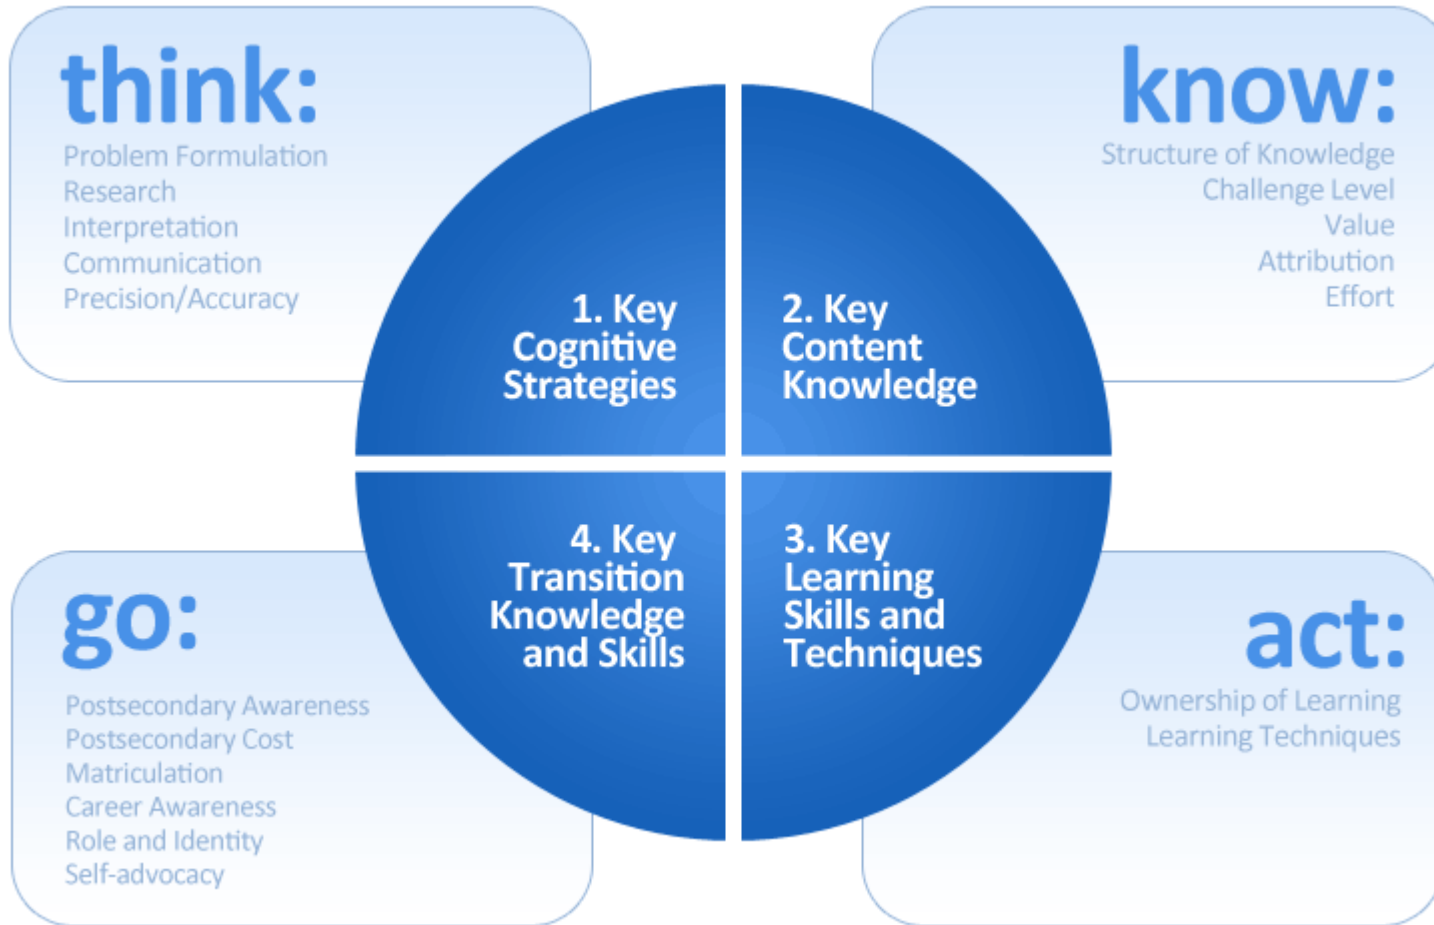 think:
Problem Formulation
Research
Interpretation
Communication
Precision/Accuracy
know:
Structure of Knowledge
Challenge Level
Value
Attribution
Effort
1. Key
Cognitive
Strategies
2. Key
Content
Knowledge
4. Key
Transition
Knowledge
and Skills
3. Key
Learning
Skills and
Techniques
go:
Postsecondary Awareness
Postsecondary Cost
Matriculation
Career Awareness
Role and Identity
Self-advocacy
act:
Ownership of Learning
Learning Techniques